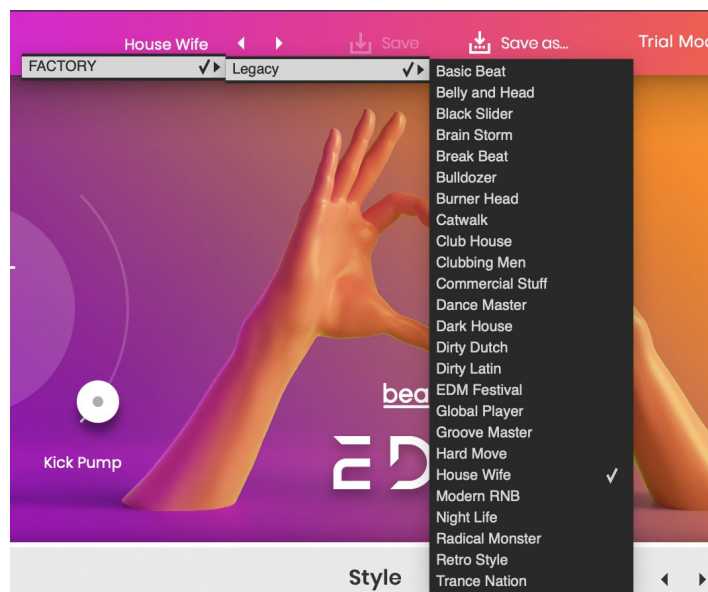 House Wife
Save
Save as...
FACTORY
Legacy
Basic Beat
Belly and Head
Black Slider
Brain Storm
Break Beat
Bulldozer
Burner Head
Catwalk
Club House
Clubbing Men
Commercial Stuff
Dance Master
Dark House
Dirty Dutch
Dirty Latin
EDM Festival
Global Player
Groove Master
Hard Move
House Wife
Modern RNB
Night Life
Radical Monster
Retro Style
Trance Nation
Trial
Kick Pump
Style